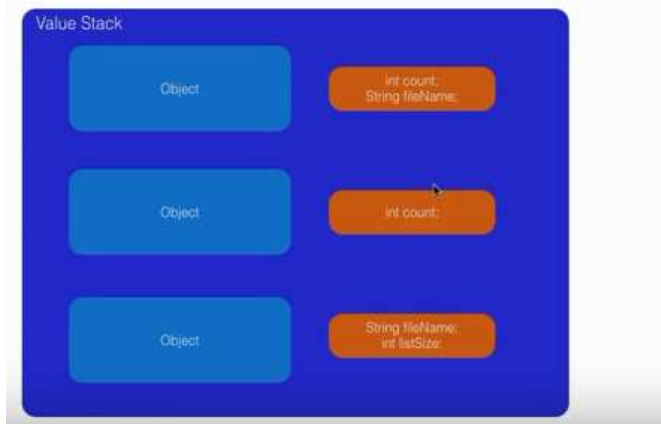 Value Stack
Object
int count;
String fileName;
Object
int count;
Object
String fileName;
int listSize;